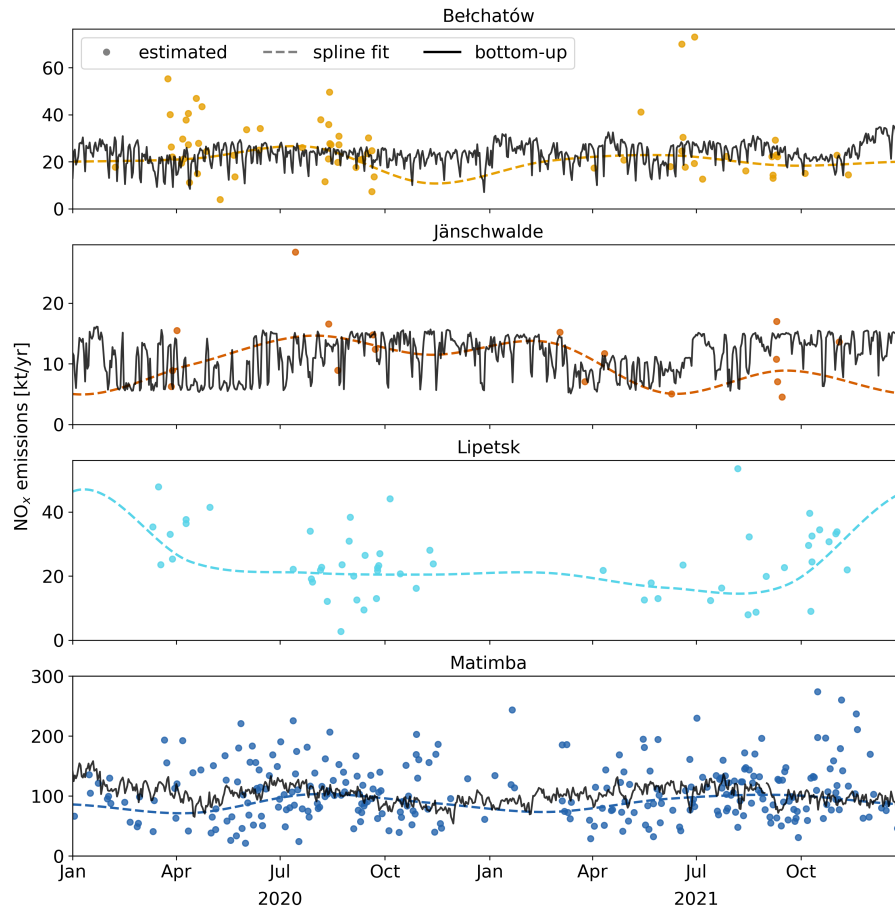 Bełchatów
estimated spline fit bottom-up
60
40
20
0
Jänschwalde
20
10
0
Lipetsk
40
20
0
Matimba
300
200
100
0
NOx emissions [kt/yr]
Jan Apr Jul Oct Jan Apr Jul Oct
2020 2021